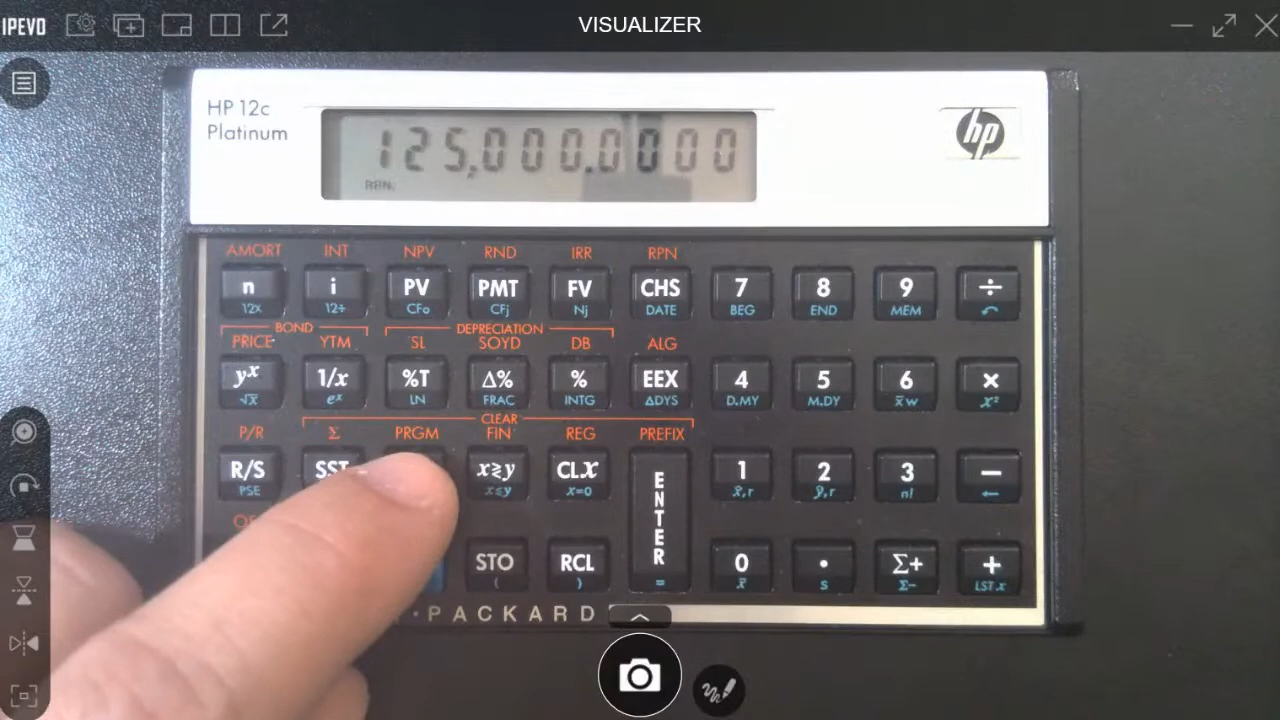 IPEVO
VISUALIZER
HP 12c
Platinum
125,000.0000
RPN
hp
AMORT INT NPV RND IRR RPN
n i PV PMT FV CHS 7 8 9 ÷
12x 12÷ CFo CFj Nj DATE BEG END MEM
BOND DEPRECIATION
PRICE YTM SL SOYD DB ALG
yx 1/x %T Δ% % EEX 4 5 6 ×
√x ex LN FRAC INTG ΔDYS D.MY M.DY x̄w x²
CLEAR
P/R Σ PRGM FIN REG PREFIX
R/S SST x≷y CLx ENTER 1 2 3 −
PSE x≤y x=0 x̂,r ŷ,r n! ←
STO RCL 0 • Σ+ +
( ) = x̄ s Σ− LSTx
PACKARD